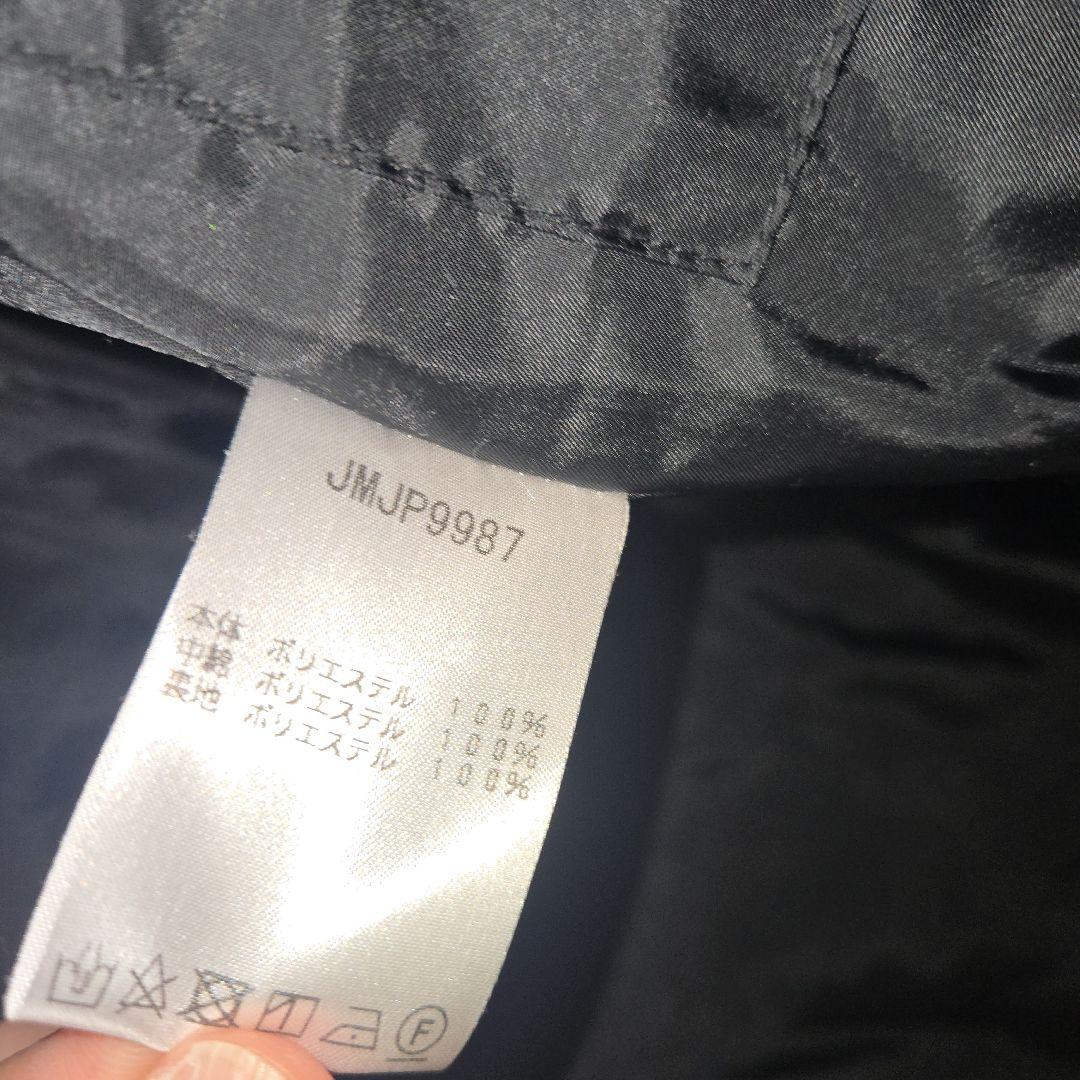 JMJP9987
本体 ポリエステル 100%
中綿 ポリエステル 100%
裏地 ポリエステル 100%
F